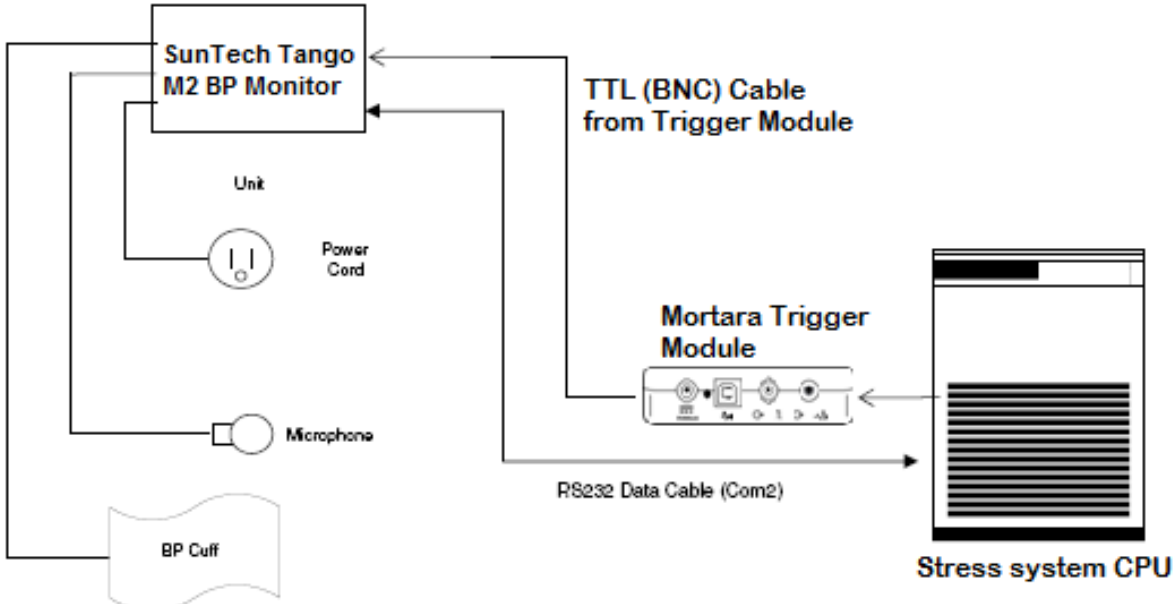 SunTech Tango
M2 BP Monitor
TTL (BNC) Cable
from Trigger Module
Unit
Power
Cord
Mortara Trigger
Module
Microphone
RS232 Data Cable (Com2)
BP Cuff
Stress system CPU